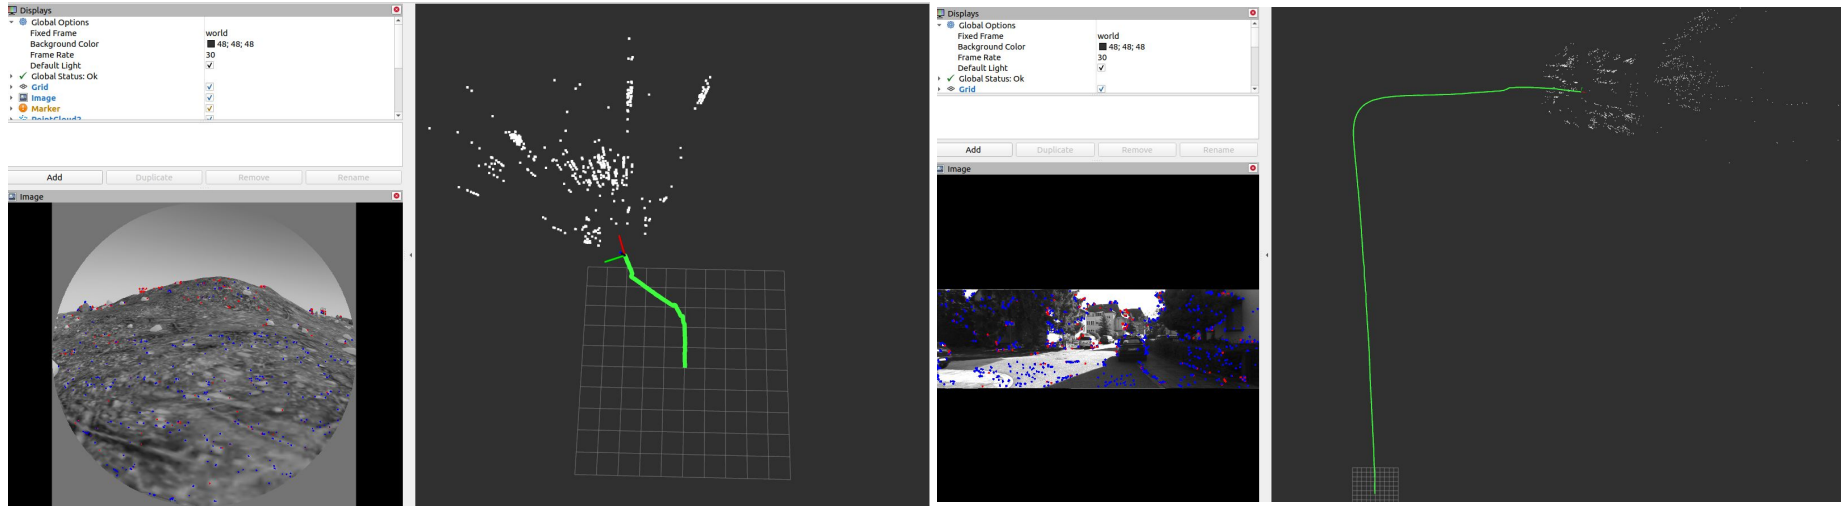 Displays
Global Options
Fixed Frame world
Background Color 48; 48; 48
Frame Rate 30
Default Light ✓
✓ Global Status: Ok
Grid ✓
Image ✓
Marker ✓
PointCloud2 ✓
Add Duplicate Remove Rename
Image
Displays
Global Options
Fixed Frame world
Background Color 48; 48; 48
Frame Rate 30
Default Light ✓
✓ Global Status: Ok
Grid ✓
Add Duplicate Remove Rename
Image